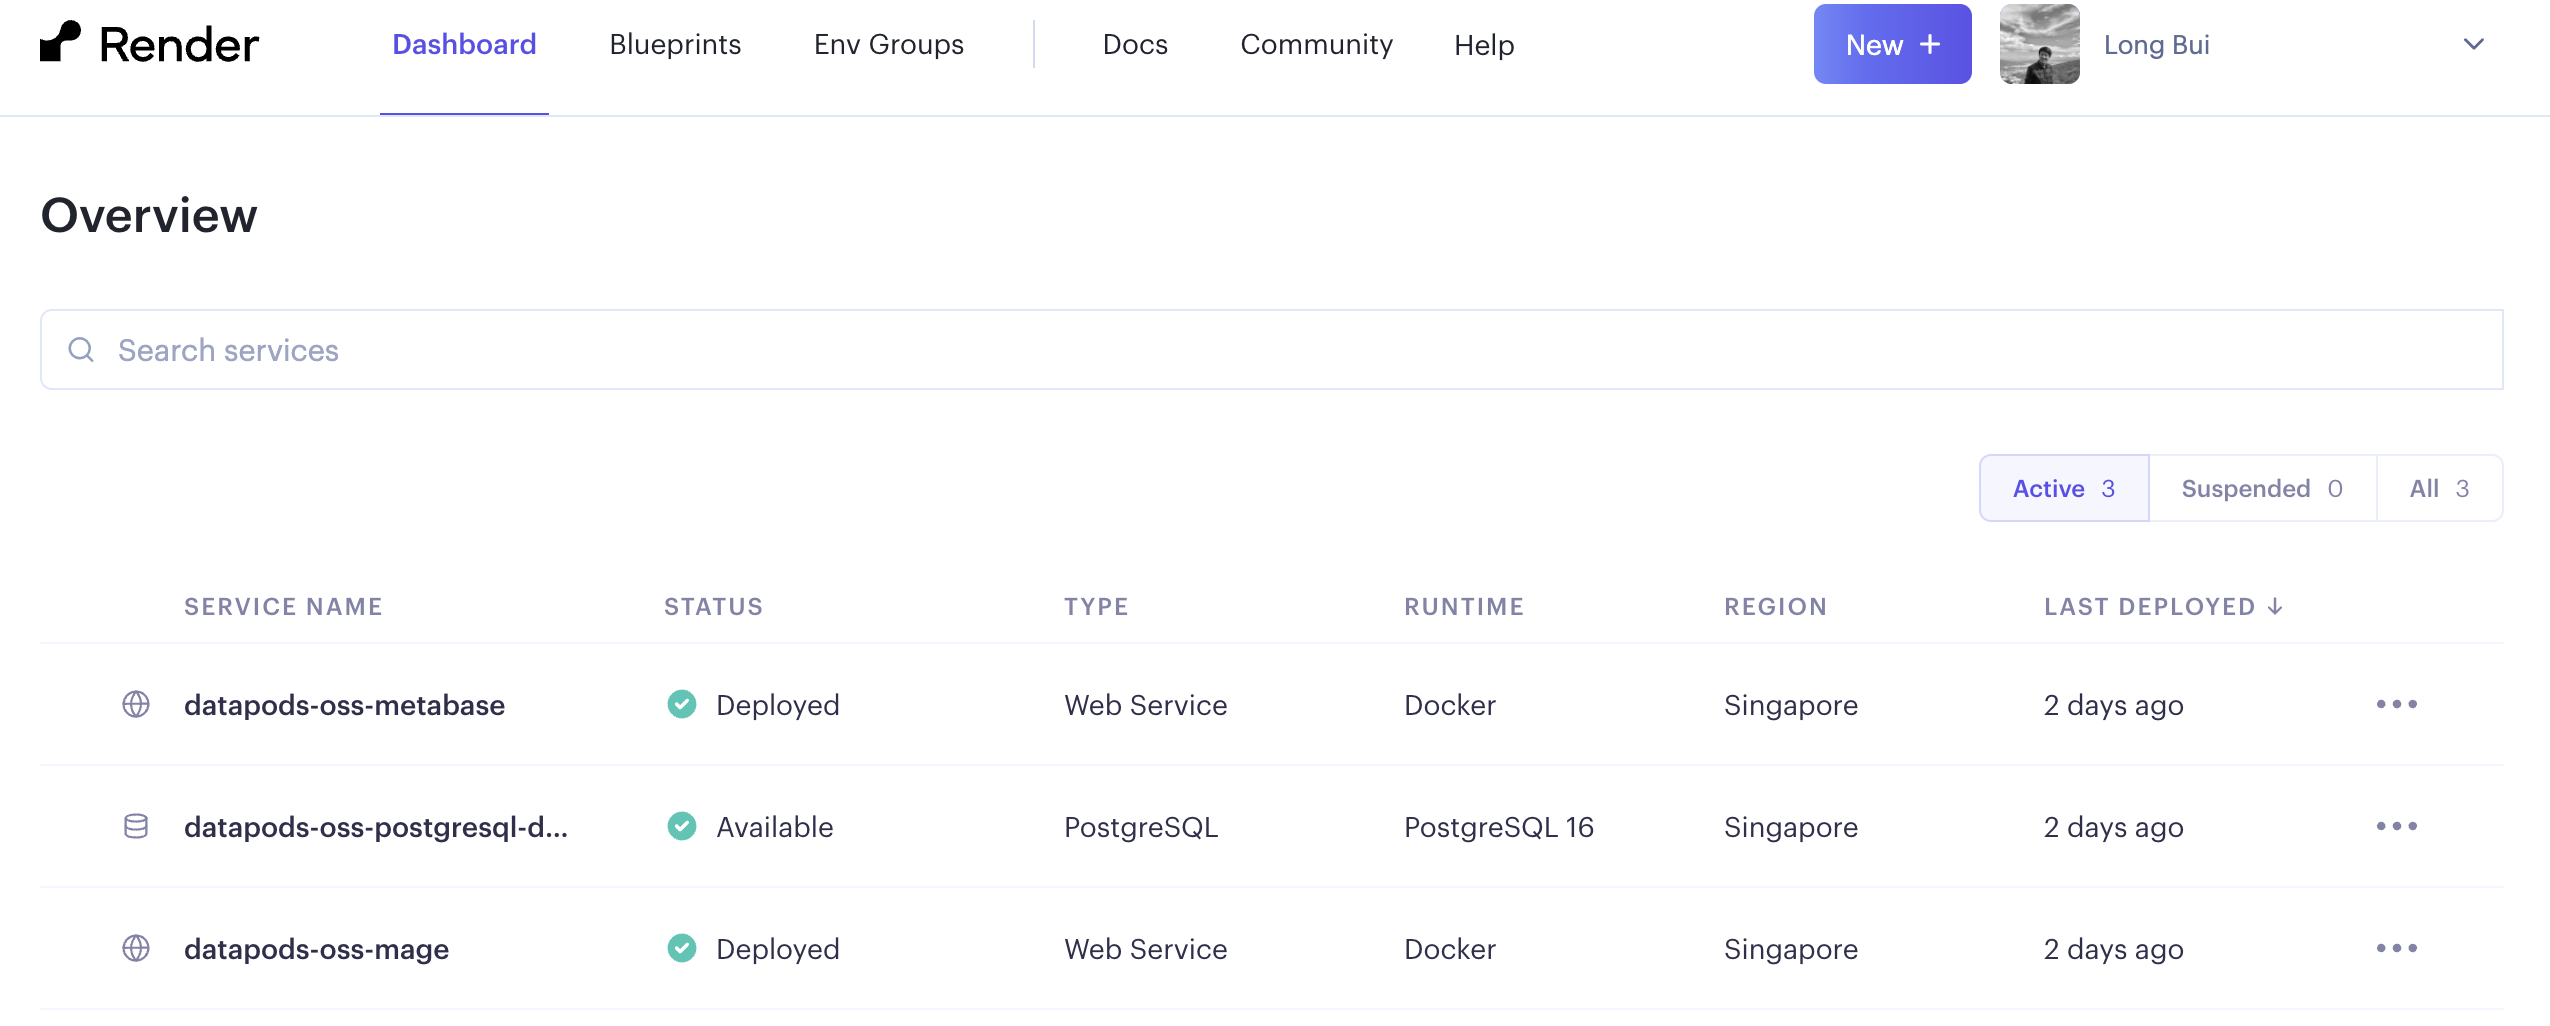 Render Dashboard Blueprints Env Groups Docs Community Help New + Long Bui
Overview
Search services
Active 3 Suspended 0 All 3
SERVICE NAME STATUS TYPE RUNTIME REGION LAST DEPLOYED ↓
datapods-oss-metabase Deployed Web Service Docker Singapore 2 days ago •••
datapods-oss-postgresql-d... Available PostgreSQL PostgreSQL 16 Singapore 2 days ago •••
datapods-oss-mage Deployed Web Service Docker Singapore 2 days ago •••